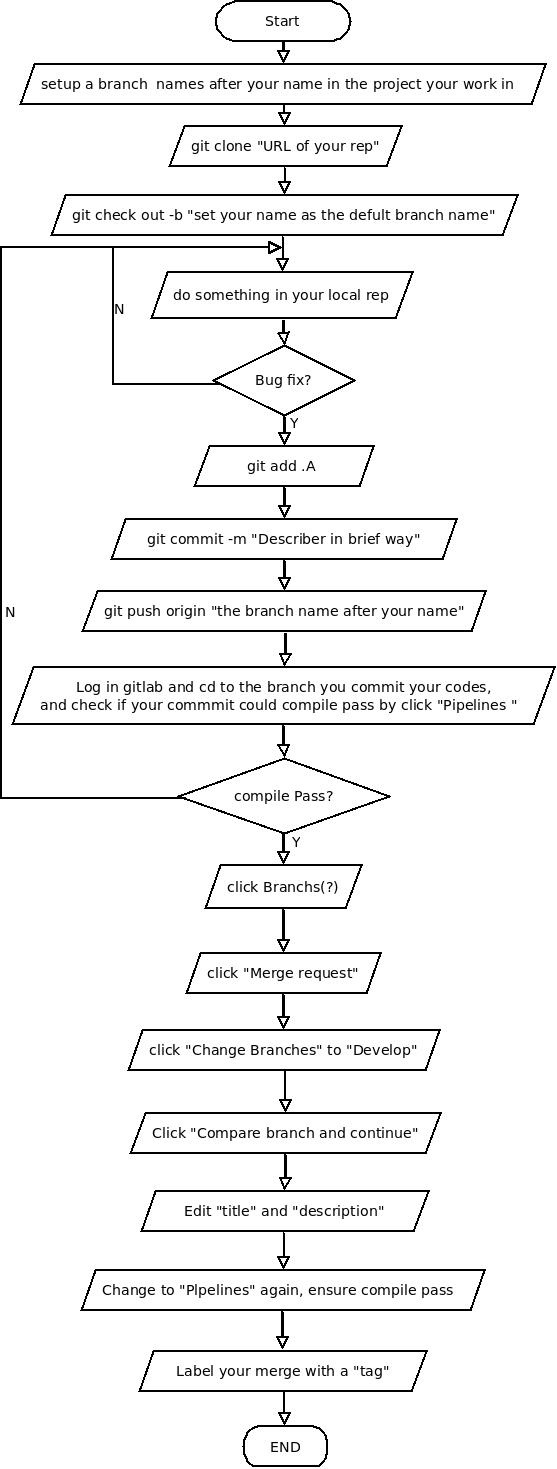 Start
setup a branch names after your name in the project your work in
git clone "URL of your rep"
git check out -b "set your name as the defult branch name"
do something in your local rep
N
Bug fix?
Y
git add .A
git commit -m "Describer in brief way"
git push origin "the branch name after your name"
N
Log in gitlab and cd to the branch you commit your codes,
and check if your commmit could compile pass by click "Pipelines "
compile Pass?
Y
click Branchs(?)
click "Merge request"
click "Change Branches" to "Develop"
Click "Compare branch and continue"
Edit "title" and "description"
Change to "Plpelines" again, ensure compile pass
Label your merge with a "tag"
END